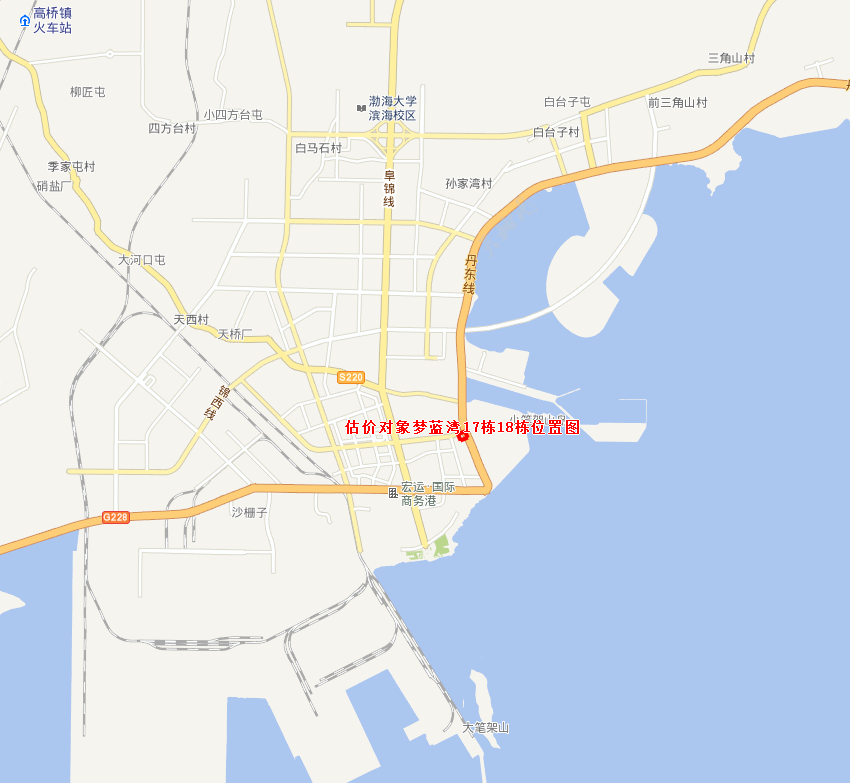 高桥镇
火车站
三角山村
柳匠屯
渤海大学
滨海校区
白台子屯
前三角山村
小四方台屯
四方台村
白台子村
白马石村
季家屯村
硝盐厂
孙家湾村
阜锦线
大河口屯
丹东线
天西村
天桥厂
S220
锦西线
估价对象梦蓝湾17栋18栋位置图
宏运·国际
商务港
沙棚子
G228
大笔架山